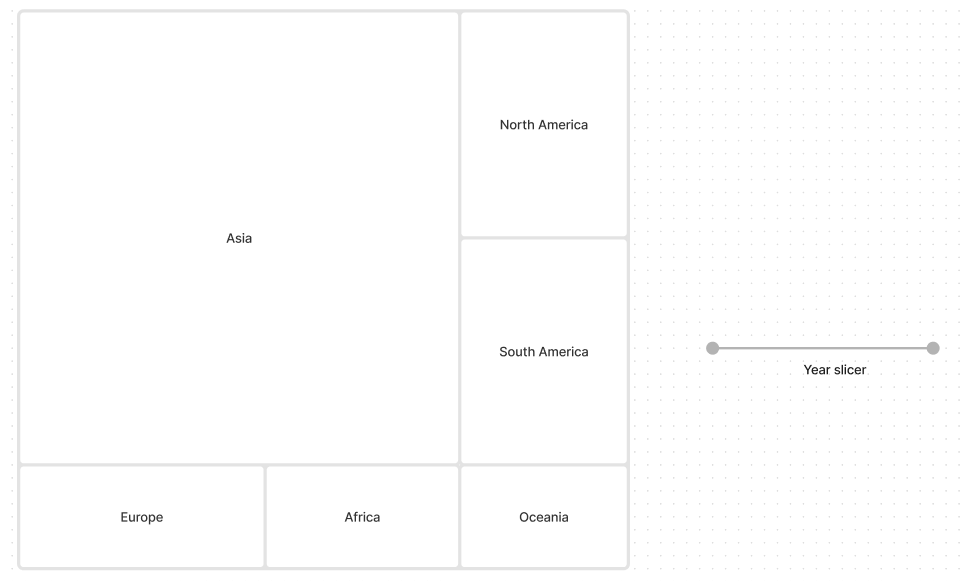 North America
Asia
South America
Year slicer
Europe
Africa
Oceania